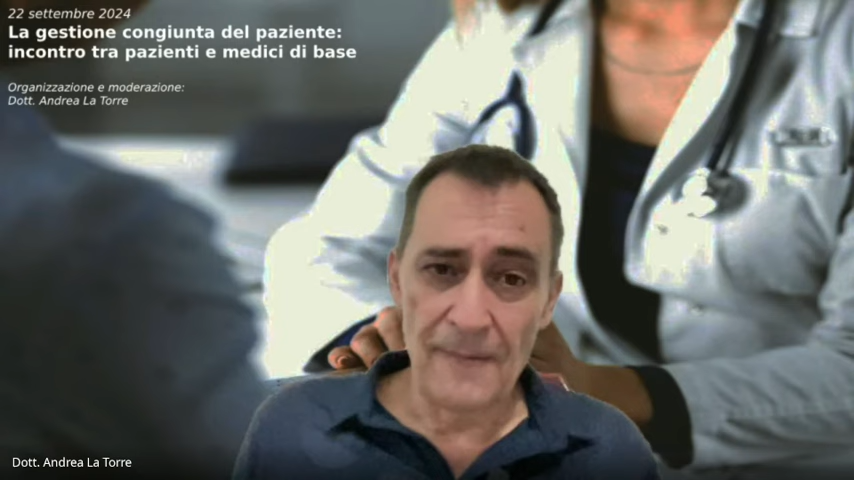 22 settembre 2024
La gestione congiunta del paziente:
incontro tra pazienti e medici di base
Organizzazione e moderazione:
Dott. Andrea La Torre
Dott. Andrea La Torre